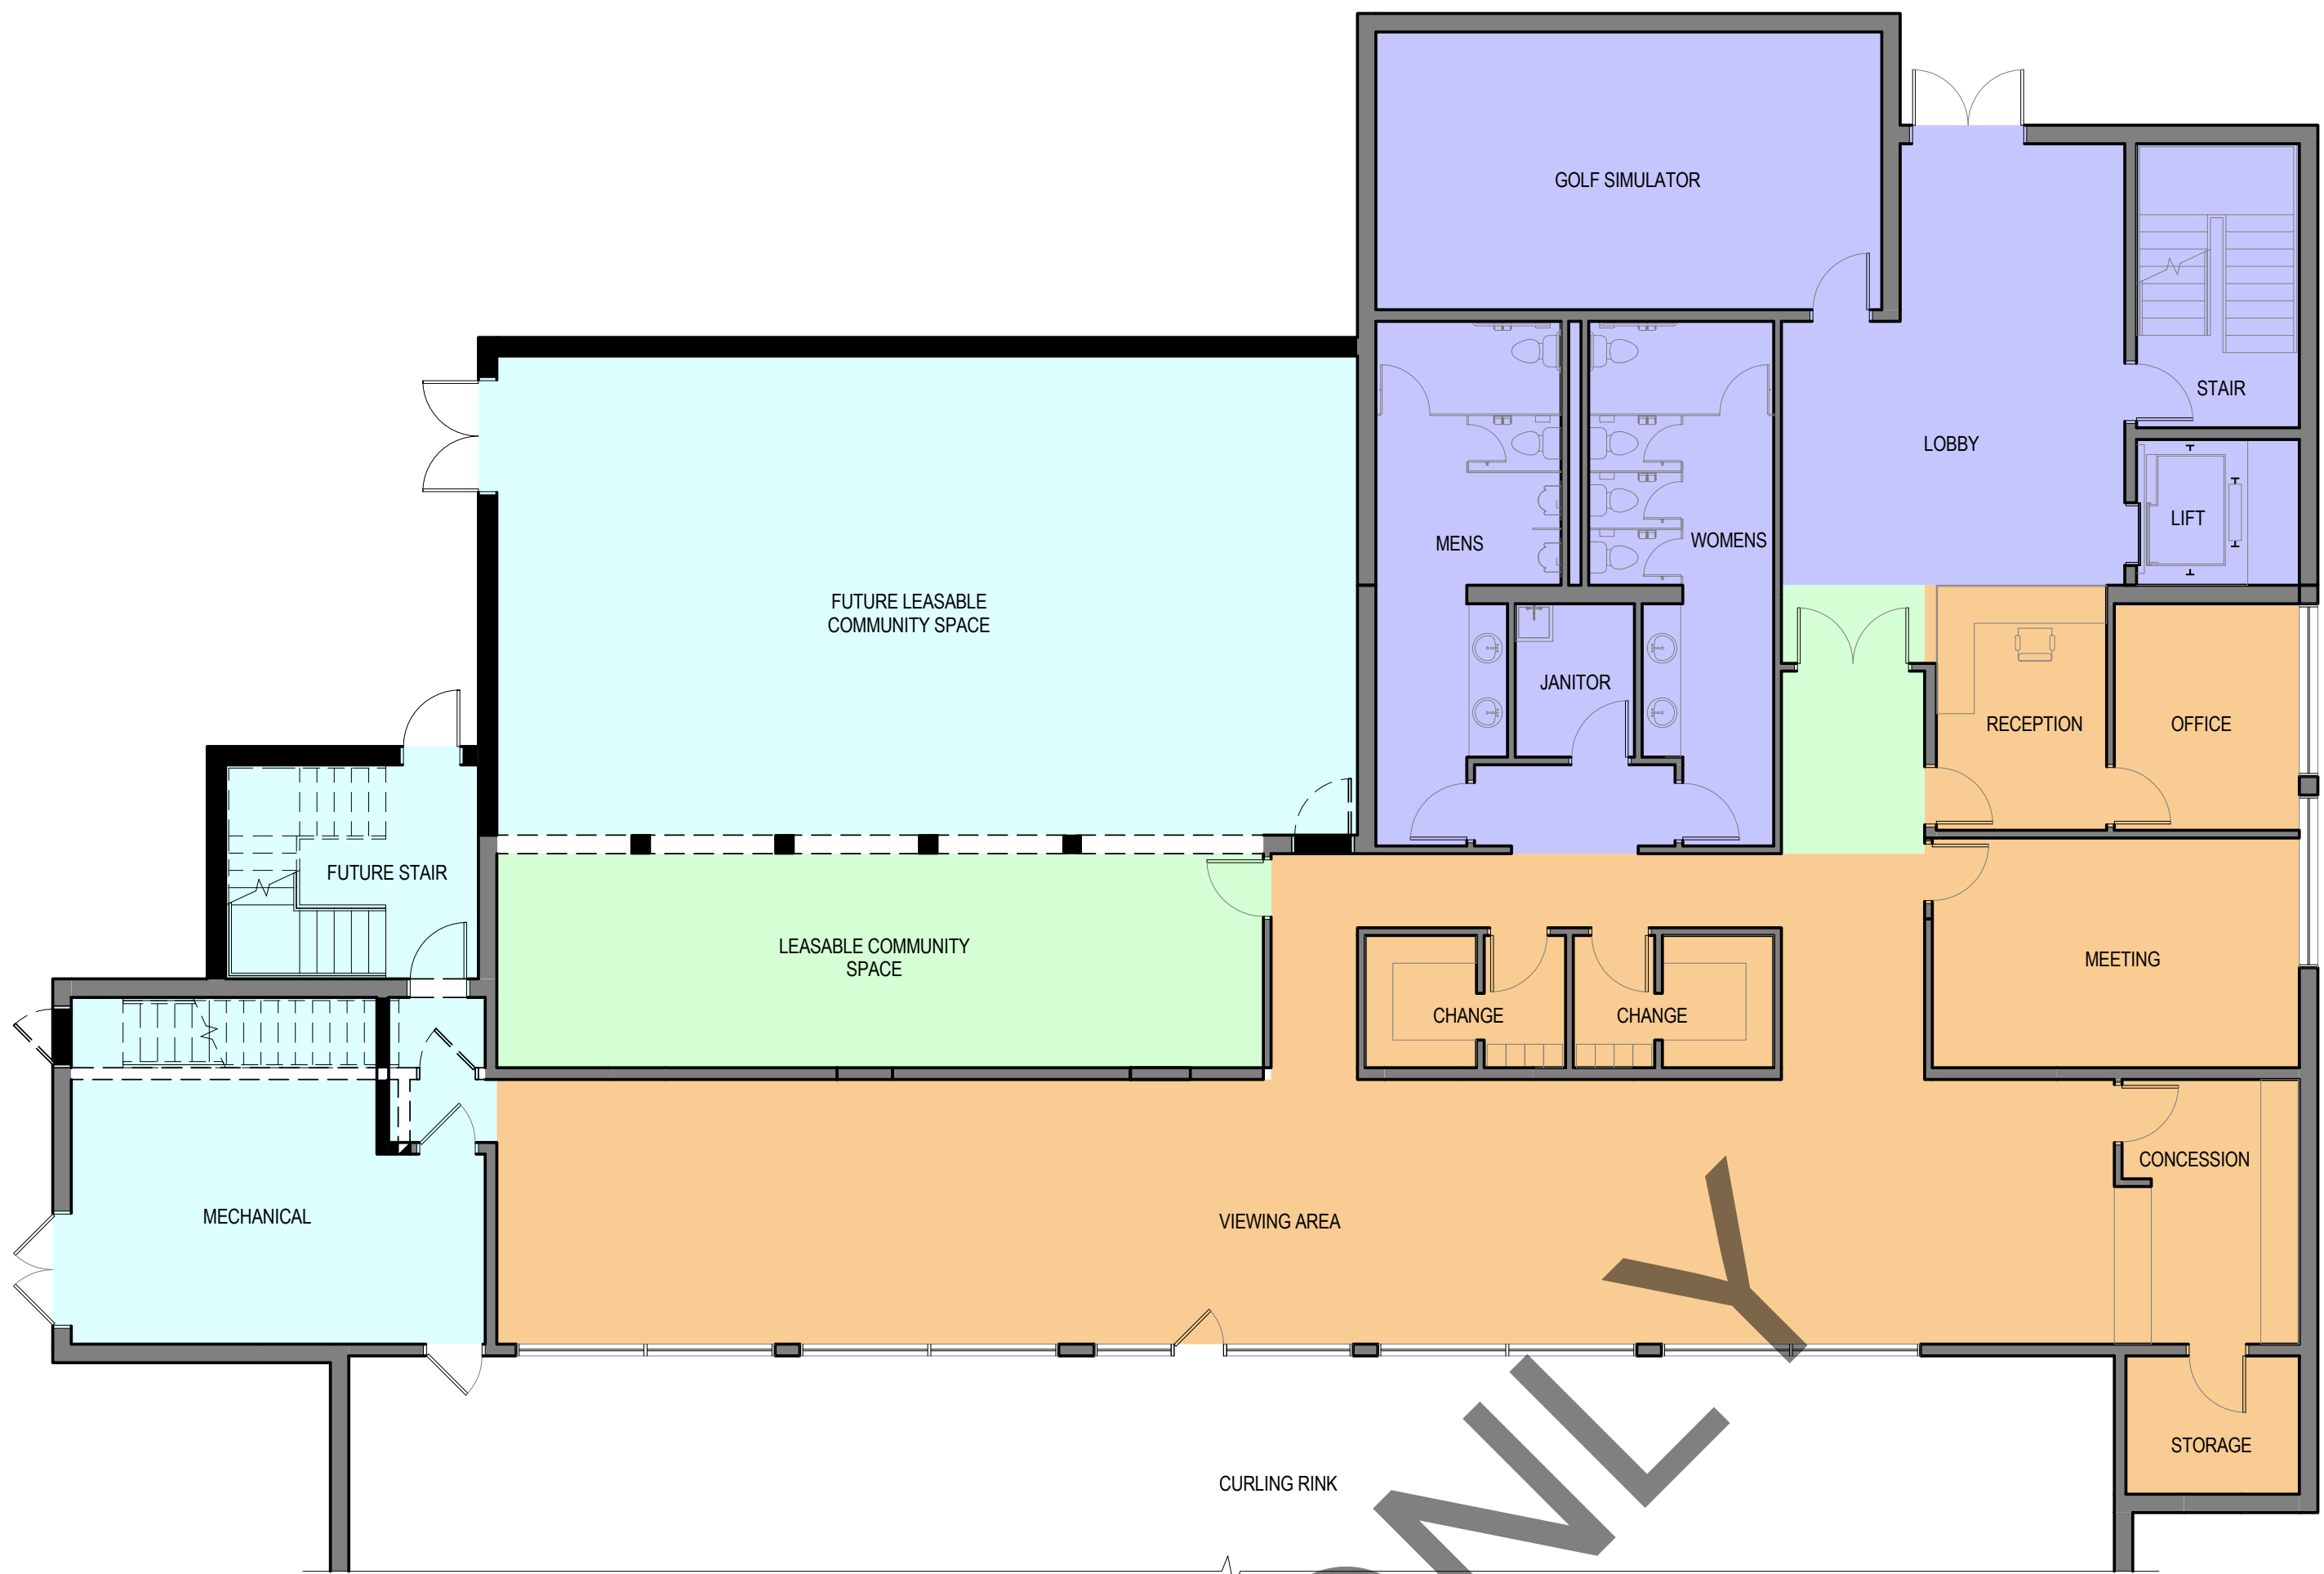 GOLF SIMULATOR
STAIR
LOBBY
LIFT
MENS
WOMENS
FUTURE LEASABLE
COMMUNITY SPACE
JANITOR
RECEPTION
OFFICE
FUTURE STAIR
LEASABLE COMMUNITY
SPACE
MEETING
CHANGE
CHANGE
CONCESSION
MECHANICAL
VIEWING AREA
STORAGE
CURLING RINK
NLY